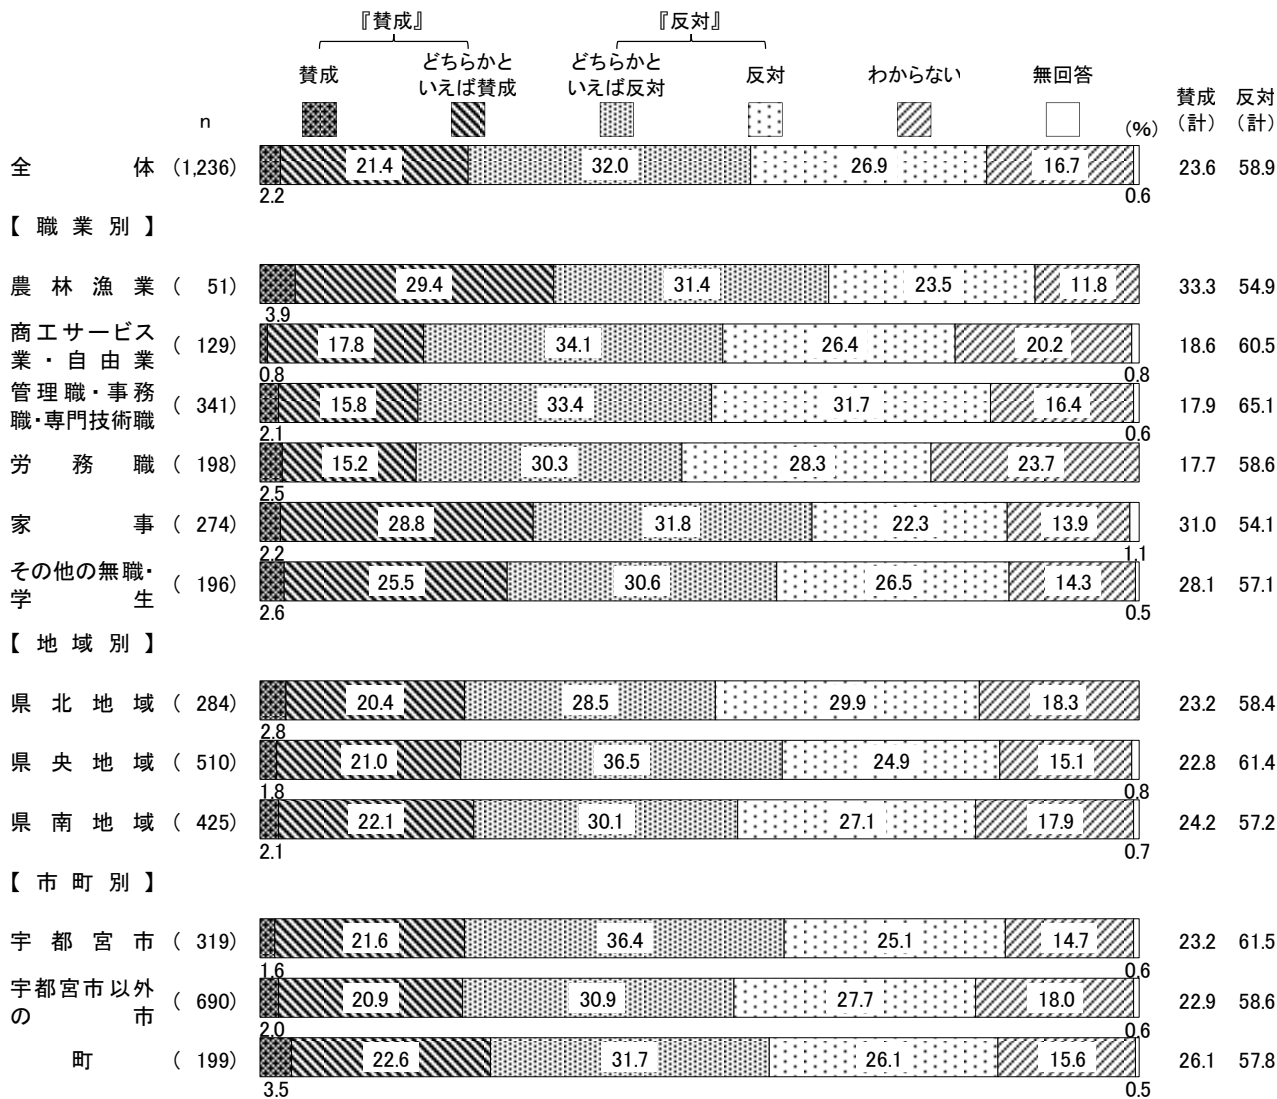 『賛成』 『反対』
賛成 どちらかと どちらかと 反対 わからない 無回答
いえば賛成 いえば反対
賛成 反対
n (%) （計） （計）
全体 (1,236) 21.4 32.0 26.9 16.7 23.6 58.9
2.2 0.6
【職業別】
農林漁業 ( 51) 29.4 31.4 23.5 11.8 33.3 54.9
3.9
商工サービス
業・自由業 ( 129) 17.8 34.1 26.4 20.2 18.6 60.5
0.8 0.8
管理職・事務
職・専門技術職 ( 341) 15.8 33.4 31.7 16.4 17.9 65.1
2.1 0.6
労務職 ( 198) 15.2 30.3 28.3 23.7 17.7 58.6
2.5
家事 ( 274) 28.8 31.8 22.3 13.9 31.0 54.1
2.2 1.1
その他の無職・
学生 ( 196) 25.5 30.6 26.5 14.3 28.1 57.1
2.6 0.5
【地域別】
県北地域 ( 284) 20.4 28.5 29.9 18.3 23.2 58.4
2.8
県央地域 ( 510) 21.0 36.5 24.9 15.1 22.8 61.4
1.8 0.8
県南地域 ( 425) 22.1 30.1 27.1 17.9 24.2 57.2
2.1 0.7
【市町別】
宇都宮市 ( 319) 21.6 36.4 25.1 14.7 23.2 61.5
1.6 0.6
宇都宮市以外
の市 ( 690) 20.9 30.9 27.7 18.0 22.9 58.6
2.0 0.6
町 ( 199) 22.6 31.7 26.1 15.6 26.1 57.8
3.5 0.5